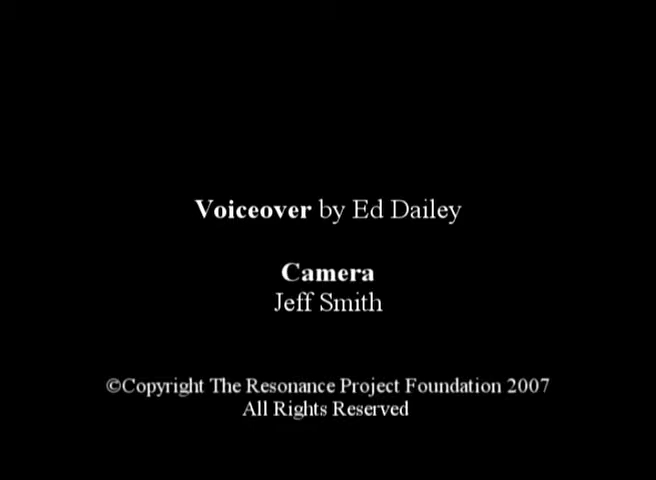 Voiceover by Ed Dailey
Camera
Jeff Smith
©Copyright The Resonance Project Foundation 2007
All Rights Reserved